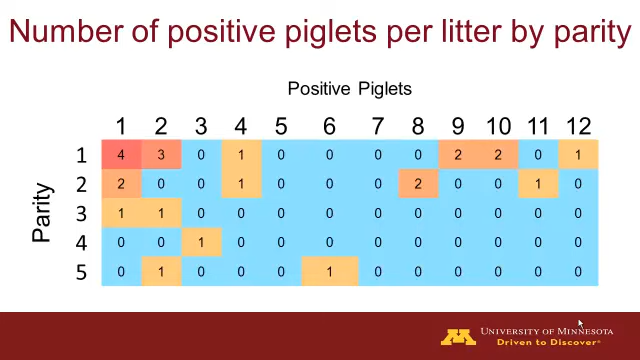 Number of positive piglets per litter by parity
Positive Piglets
1 2 3 4 5 6 7 8 9 10 11 12
Parity
1 4 3 0 1 0 0 0 0 2 2 0 1
2 2 0 0 1 0 0 0 2 0 0 1 0
3 1 1 0 0 0 0 0 0 0 0 0 0
4 0 0 1 0 0 0 0 0 0 0 0 0
5 0 1 0 0 0 1 0 0 0 0 0 0
M
UNIVERSITY OF MINNESOTA
Driven to Discover®